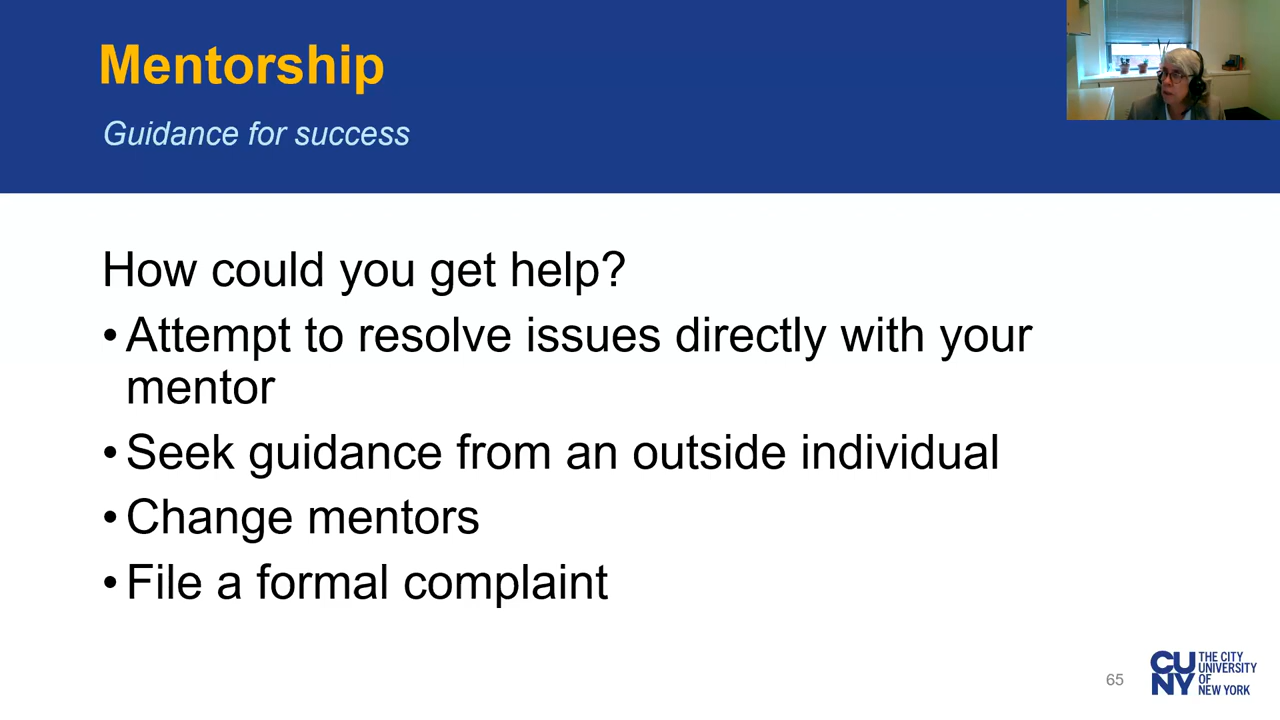 Mentorship
Guidance for success
How could you get help?
• Attempt to resolve issues directly with your
mentor
• Seek guidance from an outside individual
• Change mentors
• File a formal complaint
65
CU
NY
THE CITY
UNIVERSITY
OF
NEW YORK